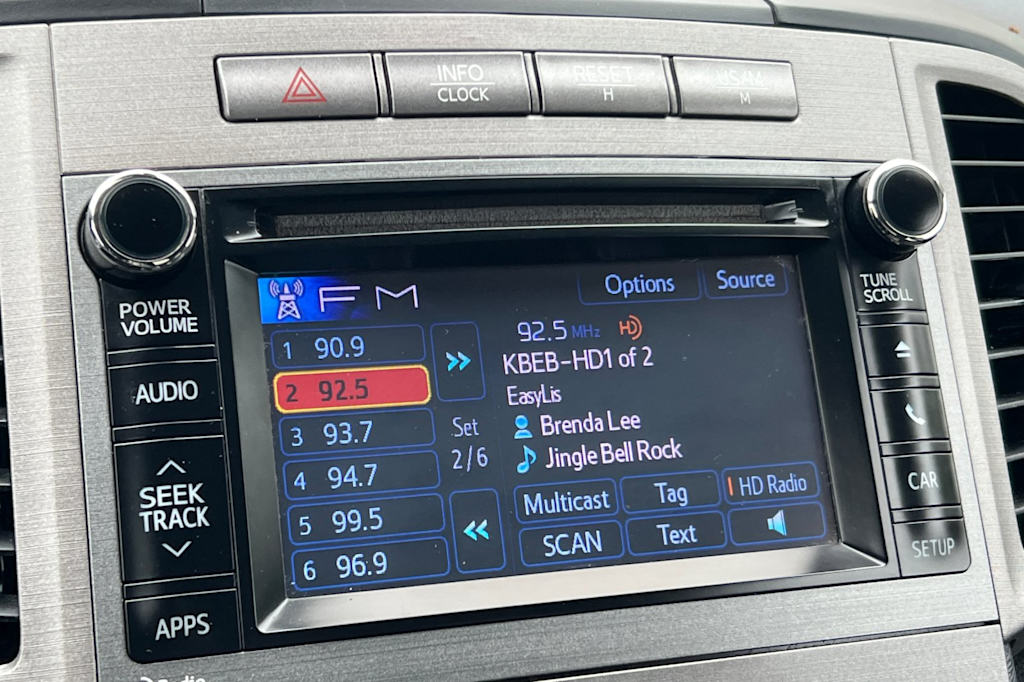 INFO
CLOCK
RESET
H
US/M
M
POWER
VOLUME
AUDIO
SEEK
TRACK
APPS
FM
Options
Source
1 90.9
2 92.5
3 93.7
4 94.7
5 99.5
6 96.9
Set
2/6
92.5 MHz HD
KBEB-HD1 of 2
EasyLis
Brenda Lee
Jingle Bell Rock
Multicast
Tag
HD Radio
SCAN
Text
TUNE
SCROLL
CAR
SETUP